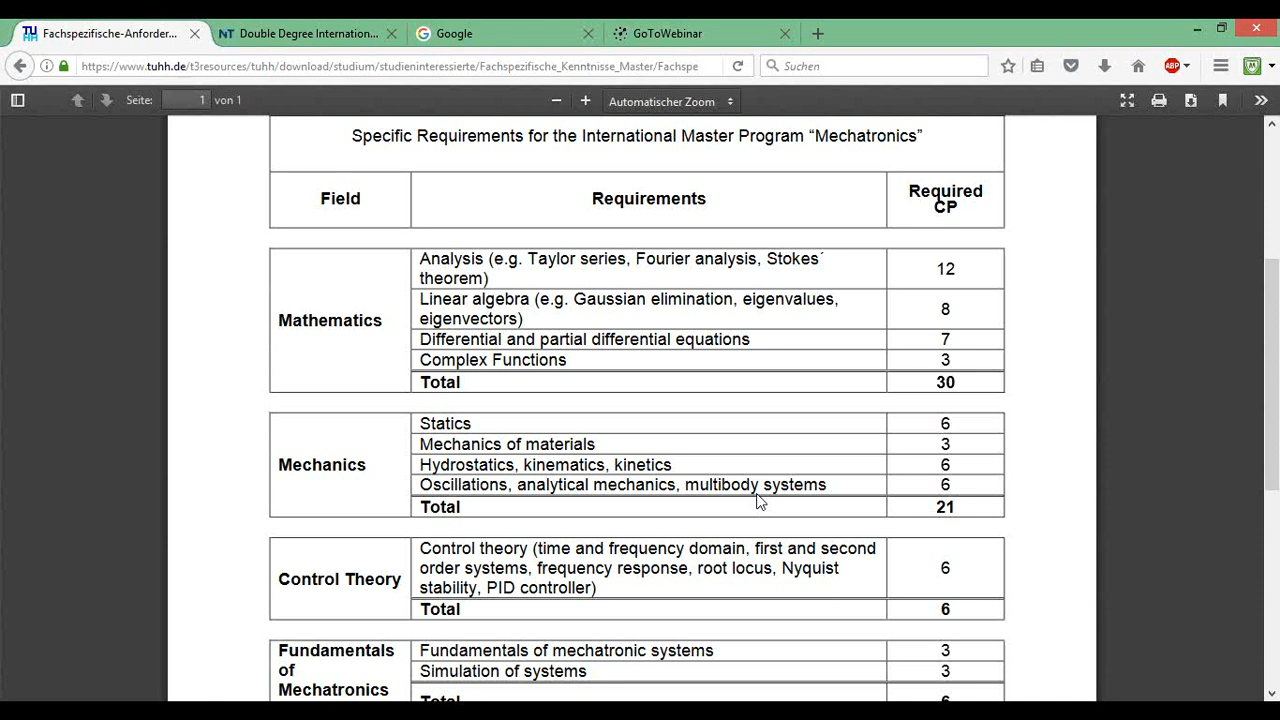 Fachspezifische-Anforder...
Double Degree Internation...
Google
GoToWebinar
https://www.tuhh.de/t3resources/tuhh/download/studium/studieninteressierte/Fachspezifische_Kenntnisse_Master/Fachspe
Suchen
ABP
Seite: 1 von 1
Automatischer Zoom
Specific Requirements for the International Master Program “Mechatronics”
Field Requirements Required
CP
Mathematics
Analysis (e.g. Taylor series, Fourier analysis, Stokes´
theorem) 12
Linear algebra (e.g. Gaussian elimination, eigenvalues,
eigenvectors) 8
Differential and partial differential equations 7
Complex Functions 3
Total 30
Mechanics
Statics 6
Mechanics of materials 3
Hydrostatics, kinematics, kinetics 6
Oscillations, analytical mechanics, multibody systems 6
Total 21
Control Theory
Control theory (time and frequency domain, first and second
order systems, frequency response, root locus, Nyquist
stability, PID controller) 6
Total 6
Fundamentals
of
Mechatronics
Fundamentals of mechatronic systems 3
Simulation of systems 3
Total 6